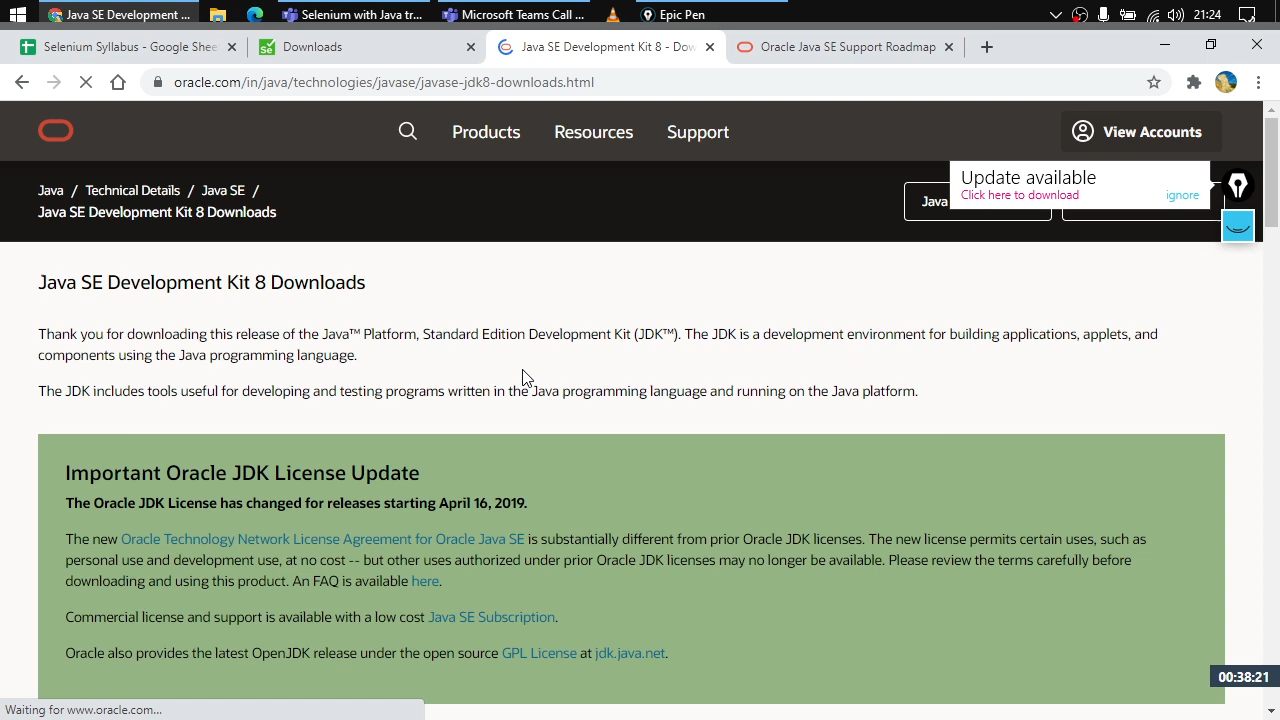 Java SE Development ...
Selenium with Java tr...
Microsoft Teams Call ...
Epic Pen
21:24
Selenium Syllabus - Google Shee
Downloads
Java SE Development Kit 8 - Dow
Oracle Java SE Support Roadmap
oracle.com/in/java/technologies/javase/javase-jdk8-downloads.html
Products
Resources
Support
View Accounts
Java / Technical Details / Java SE /
Java SE Development Kit 8 Downloads
Java
Update available
Click here to download
ignore
Java SE Development Kit 8 Downloads
Thank you for downloading this release of the Java™ Platform, Standard Edition Development Kit (JDK™). The JDK is a development environment for building applications, applets, and
components using the Java programming language.
The JDK includes tools useful for developing and testing programs written in the Java programming language and running on the Java platform.
Important Oracle JDK License Update
The Oracle JDK License has changed for releases starting April 16, 2019.
The new Oracle Technology Network License Agreement for Oracle Java SE is substantially different from prior Oracle JDK licenses. The new license permits certain uses, such as
personal use and development use, at no cost -- but other uses authorized under prior Oracle JDK licenses may no longer be available. Please review the terms carefully before
downloading and using this product. An FAQ is available here.
Commercial license and support is available with a low cost Java SE Subscription.
Oracle also provides the latest OpenJDK release under the open source GPL License at jdk.java.net.
00:38:21
Waiting for www.oracle.com...